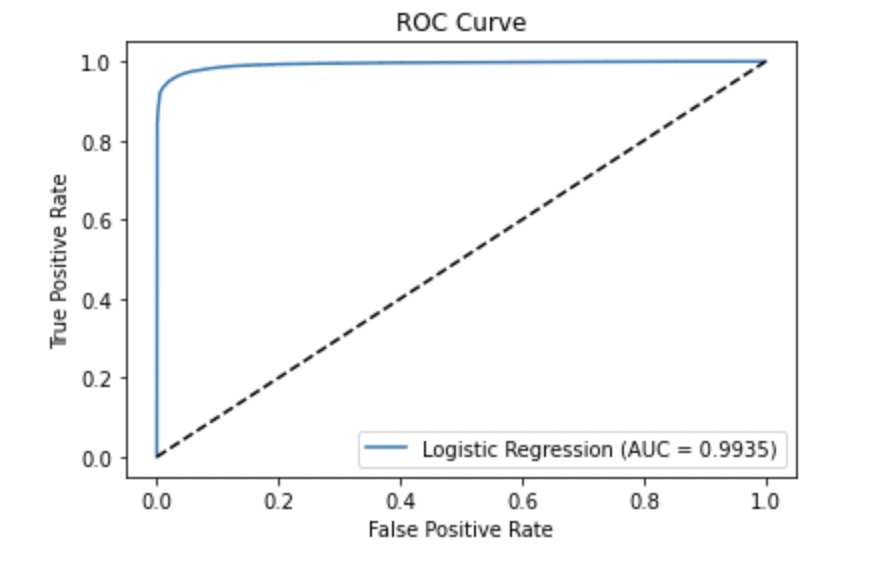 ROC Curve
True Positive Rate
1.0
0.8
0.6
0.4
0.2
0.0
Logistic Regression (AUC = 0.9935)
0.0 0.2 0.4 0.6 0.8 1.0
False Positive Rate